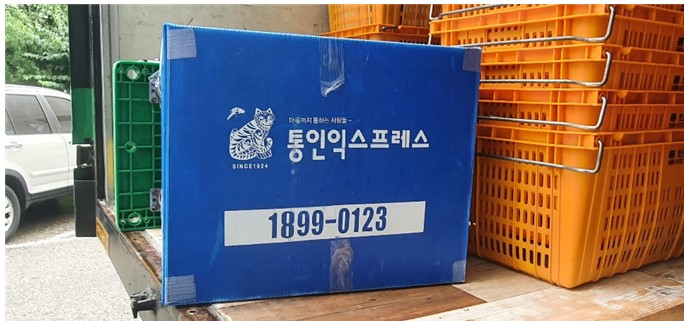 마음까지 통하는 사람들~
통인익스프레스
SINCE1924
1899-0123